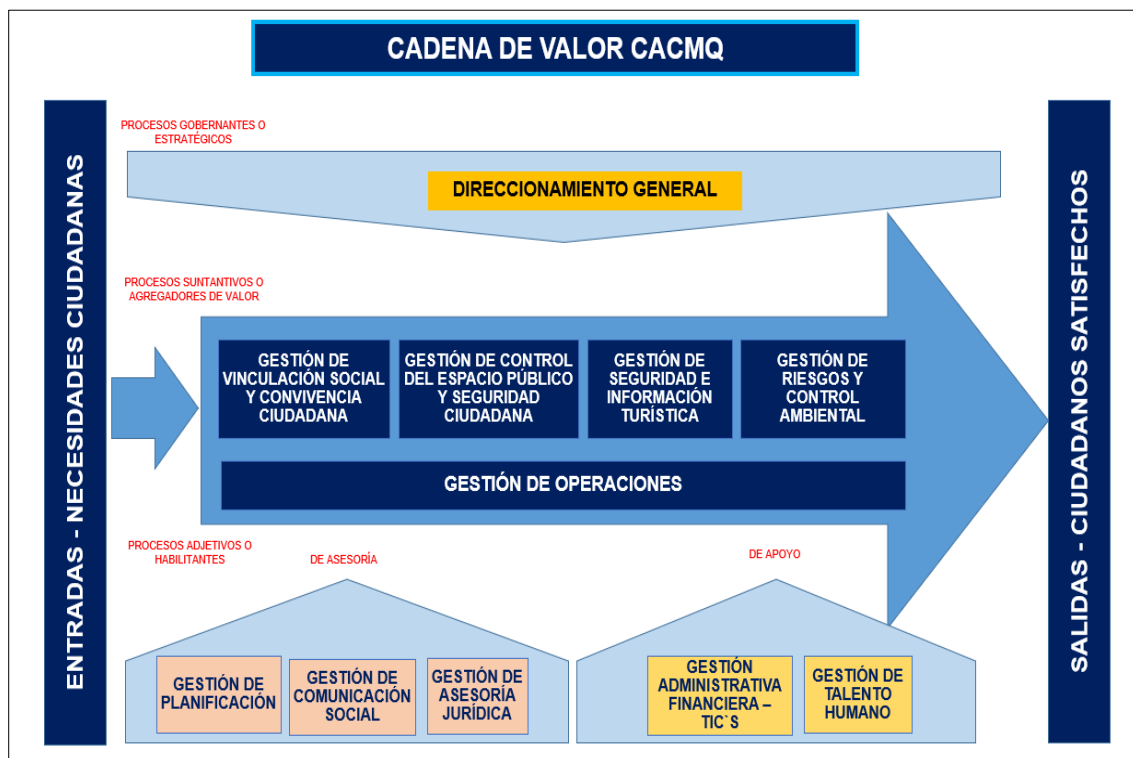 CADENA DE VALOR CACMQ
ENTRADAS - NECESIDADES CIUDADANAS
PROCESOS GOBERNANTES O
ESTRATÉGICOS
DIRECCIONAMIENTO GENERAL
PROCESOS SUNTANTIVOS O
AGREGADORES DE VALOR
GESTIÓN DE
VINCULACIÓN SOCIAL
Y CONVIVENCIA
CIUDADANA
GESTIÓN DE CONTROL
DEL ESPACIO PÚBLICO
Y SEGURIDAD
CIUDADANA
GESTIÓN DE
SEGURIDAD E
INFORMACIÓN
TURÍSTICA
GESTIÓN DE
RIESGOS Y
CONTROL
AMBIENTAL
GESTIÓN DE OPERACIONES
PROCESOS ADJETIVOS O
HABILITANTES
DE ASESORÍA
DE APOYO
GESTIÓN DE
PLANIFICACIÓN
GESTIÓN DE
COMUNICACIÓN
SOCIAL
GESTIÓN DE
ASESORÍA
JURÍDICA
GESTIÓN
ADMINISTRATIVA
FINANCIERA –
TIC`S
GESTIÓN DE
TALENTO
HUMANO
SALIDAS - CIUDADANOS SATISFECHOS